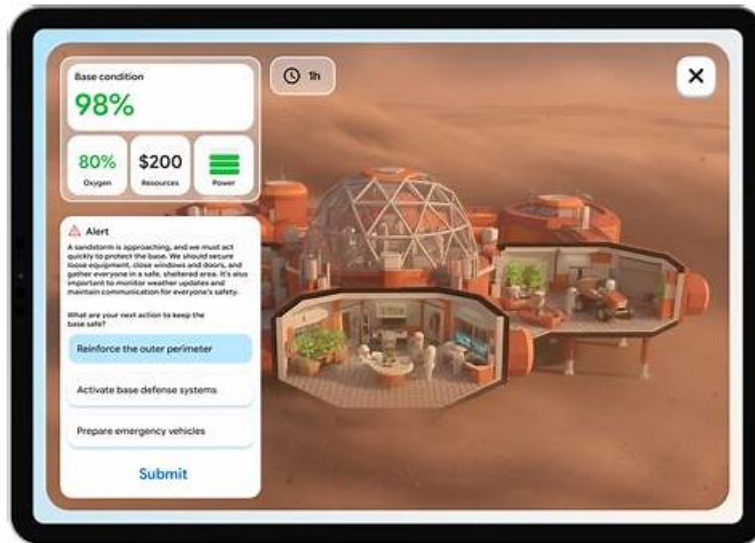 Base condition
98%
1h
80%
$200
Oxygen
Resources
Power
Alert
A sandstorm is approaching, and we must act
quickly to protect the base. We should secure
loose equipment, close windows and doors, and
gather everyone in a safe, sheltered area. It's also
important to monitor weather updates and
maintain communication for everyone's safety.
What are your next action to keep the
base safe?
Reinforce the outer perimeter
Activate base defense systems
Prepare emergency vehicles
Submit